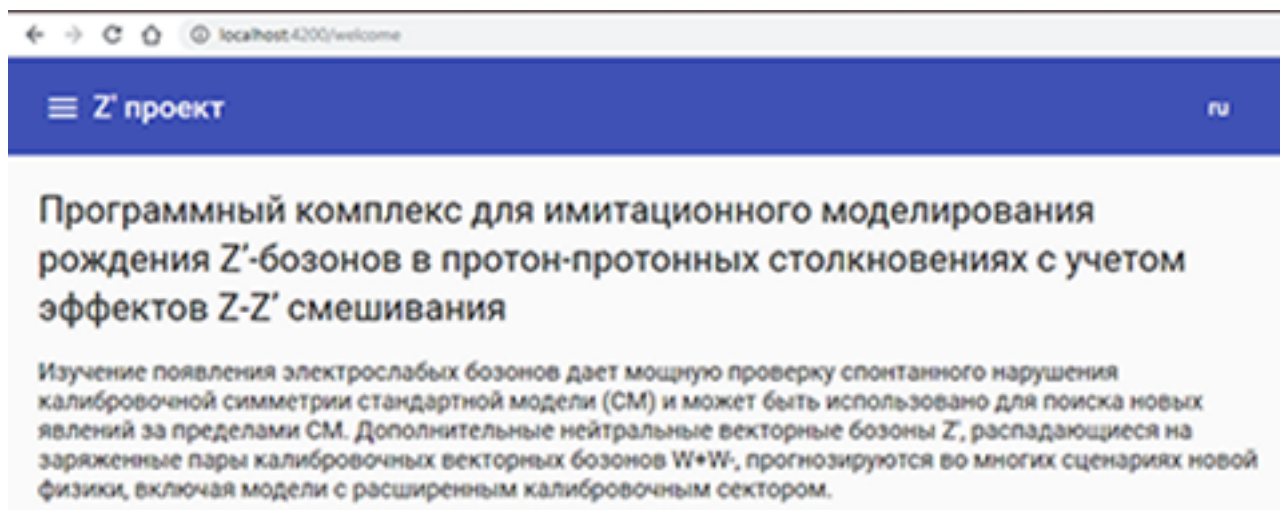 localhost:4200/welcome
Z' проект
ru
Программный комплекс для имитационного моделирования
рождения Z’-бозонов в протон-протонных столкновениях с учетом
эффектов Z-Z’ смешивания
Изучение появления электрослабых бозонов дает мощную проверку спонтанного нарушения
калибровочной симметрии стандартной модели (СМ) и может быть использовано для поиска новых
явлений за пределами СМ. Дополнительные нейтральные векторные бозоны Z', распадающиеся на
заряженные пары калибровочных векторных бозонов W+W-, прогнозируются во многих сценариях новой
физики, включая модели с расширенным калибровочным сектором.